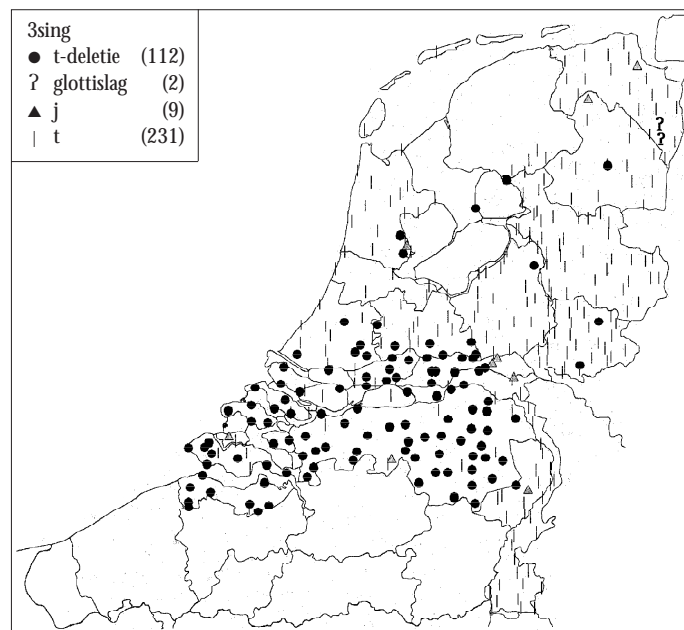 3sing
● t-deletie (112)
ʔ glottislag (2)
▲ j (9)
| t (231)
ʔ
ʔ